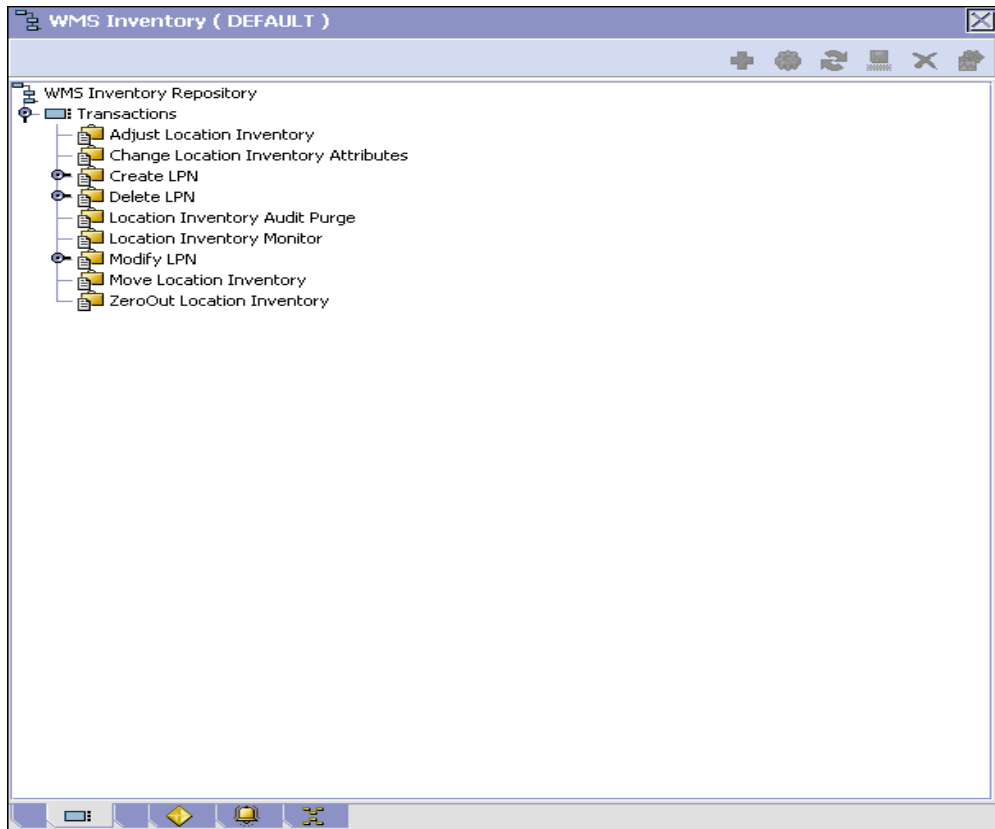 WMS Inventory ( DEFAULT )
WMS Inventory Repository
Transactions
Adjust Location Inventory
Change Location Inventory Attributes
Create LPN
Delete LPN
Location Inventory Audit Purge
Location Inventory Monitor
Modify LPN
Move Location Inventory
ZeroOut Location Inventory